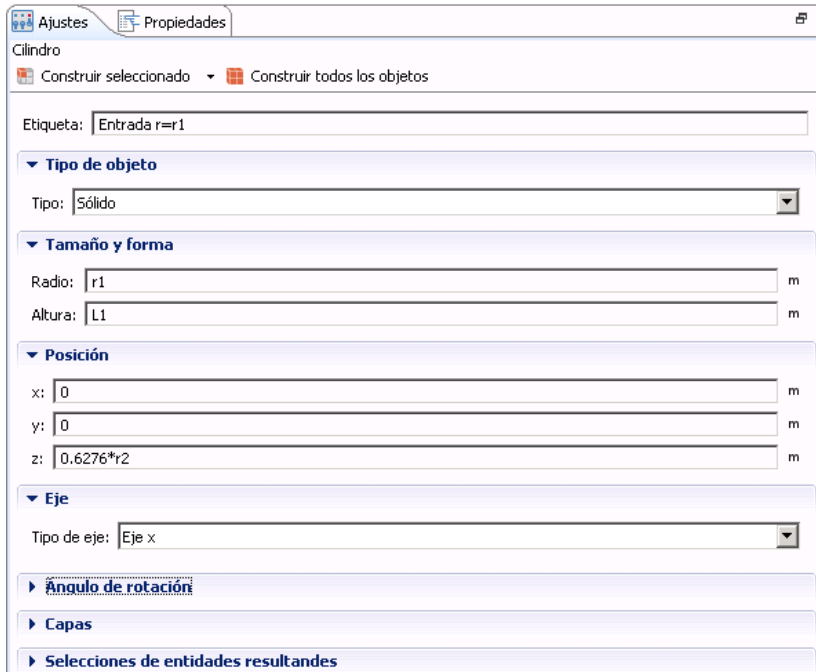 Ajustes Propiedades
Cilindro
Construir seleccionado Construir todos los objetos
Etiqueta: Entrada r=r1
Tipo de objeto
Tipo: Sólido
Tamaño y forma
Radio: r1 m
Altura: L1 m
Posición
x: 0 m
y: 0 m
z: 0.6276*r2 m
Eje
Tipo de eje: Eje x
Ángulo de rotación
Capas
Selecciones de entidades resultandes